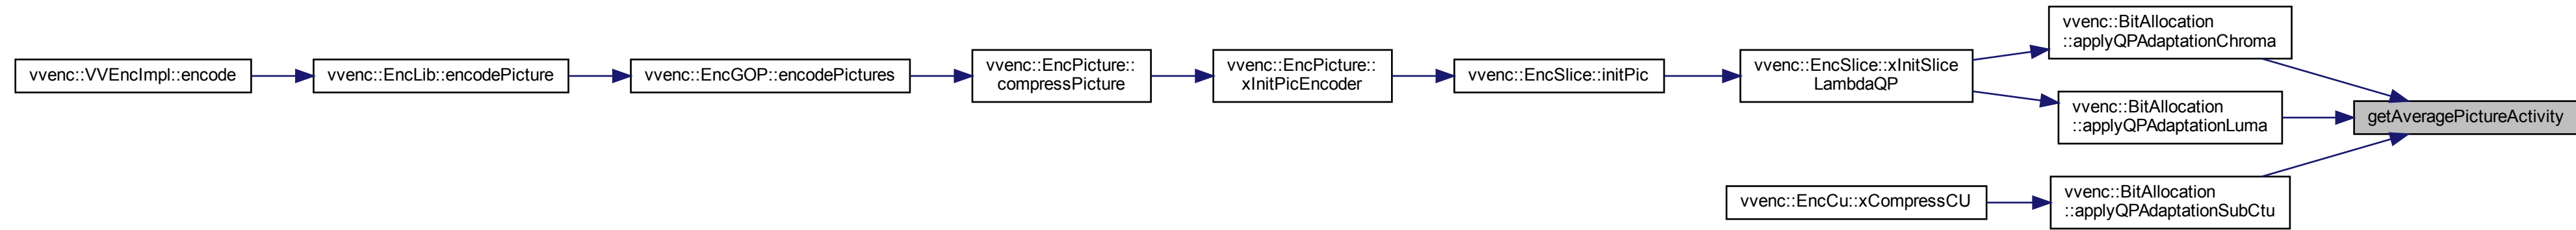 vvenc::VVEncImpl::encode
vvenc::EncLib::encodePicture
vvenc::EncGOP::encodePictures
vvenc::EncPicture::
compressPicture
vvenc::EncPicture::
xInitPicEncoder
vvenc::EncSlice::initPic
vvenc::EncSlice::xInitSlice
LambdaQP
vvenc::BitAllocation
::applyQPAdaptationChroma
vvenc::BitAllocation
::applyQPAdaptationLuma
getAveragePictureActivity
vvenc::EncCu::xCompressCU
vvenc::BitAllocation
::applyQPAdaptationSubCtu